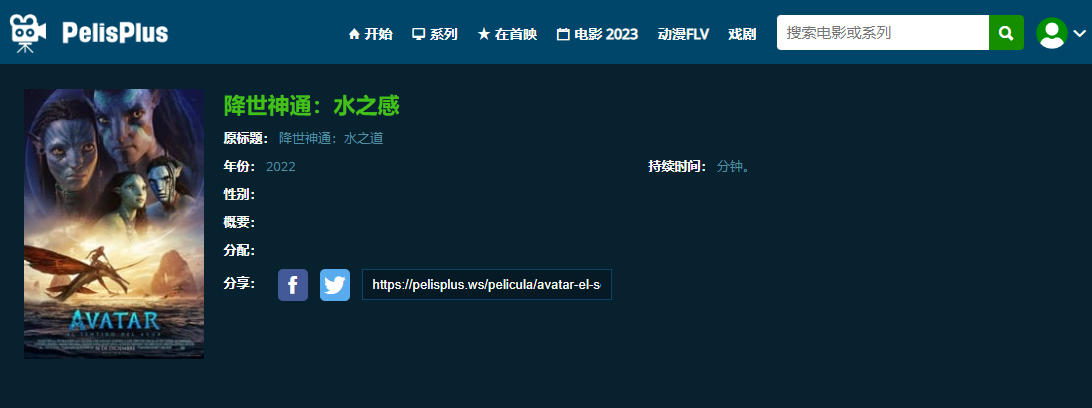 PelisPlus
开始 系列 在首映 电影 2023 动漫FLV 戏剧
搜索电影或系列
降世神通：水之感
原标题： 降世神通：水之道
年份： 2022 持续时间： 分钟。
性别：
概要：
分配：
分享： https://pelisplus.ws/pelicula/avatar-el-s
AVATAR
EL SENTIDO DEL AGUA
16 DE DICIEMBRE